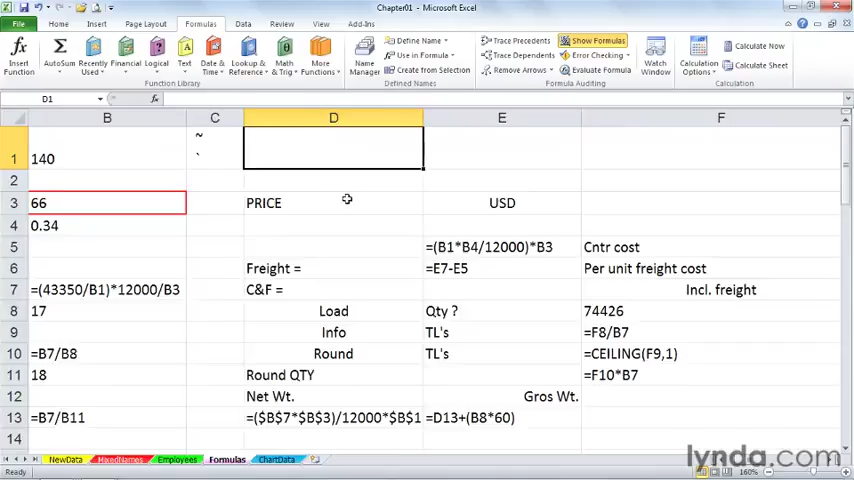 Chapter01 - Microsoft Excel
File Home Insert Page Layout Formulas Data Review View Add-Ins
Insert Function
AutoSum
Recently Used
Financial
Logical
Text
Date & Time
Lookup & Reference
Math & Trig
More Functions
Function Library
Name Manager
Define Name
Use in Formula
Create from Selection
Defined Names
Trace Precedents
Trace Dependents
Remove Arrows
Show Formulas
Error Checking
Evaluate Formula
Formula Auditing
Watch Window
Calculation Options
Calculate Now
Calculate Sheet
Calculation
D1 fx
B C D E F
~
1 140 `
2
3 66 PRICE USD
4 0.34
5 =(B1*B4/12000)*B3 Cntr cost
6 Freight = =E7-E5 Per unit freight cost
7 =(43350/B1)*12000/B3 C&F = Incl. freight
8 17 Load Qty ? 74426
9 Info TL's =F8/B7
10 =B7/B8 Round TL's =CEILING(F9,1)
11 18 Round QTY =F10*B7
12 Net Wt. Gros Wt.
13 =B7/B11 =($B$7*$B$3)/12000*$B$1 =D13+(B8*60)
14
NewData MixedNames Employees Formulas ChartData
Ready 160%
lynda.com